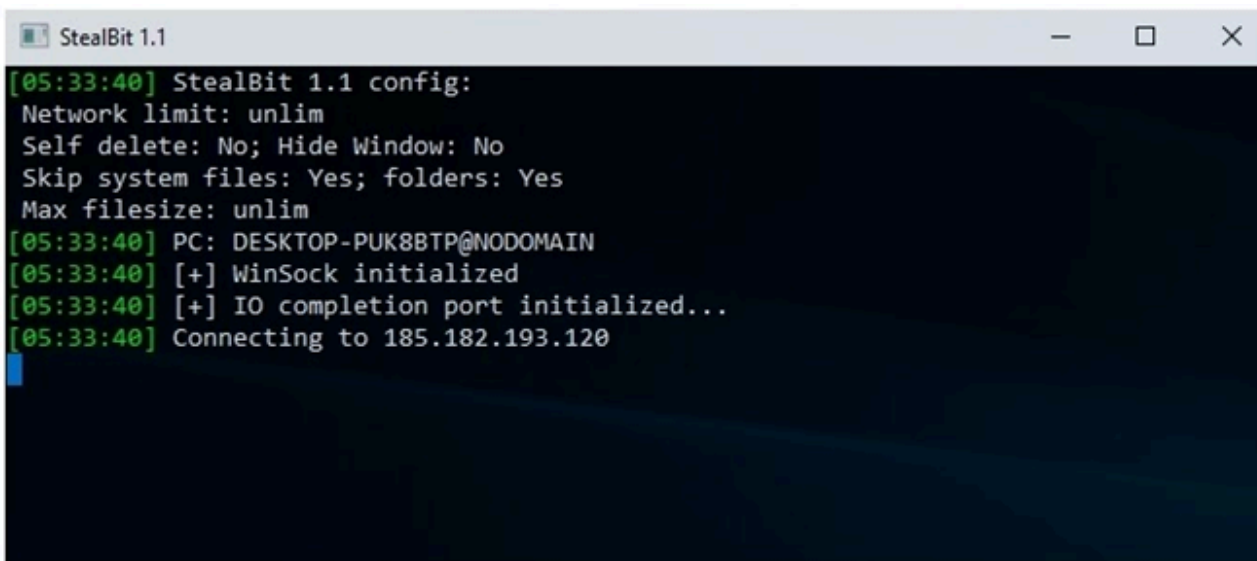 StealBit 1.1
[05:33:40] StealBit 1.1 config:
Network limit: unlim
Self delete: No; Hide Window: No
Skip system files: Yes; folders: Yes
Max filesize: unlim
[05:33:40] PC: DESKTOP-PUK8BTP@NODOMAIN
[05:33:40] [+] WinSock initialized
[05:33:40] [+] IO completion port initialized...
[05:33:40] Connecting to 185.182.193.120